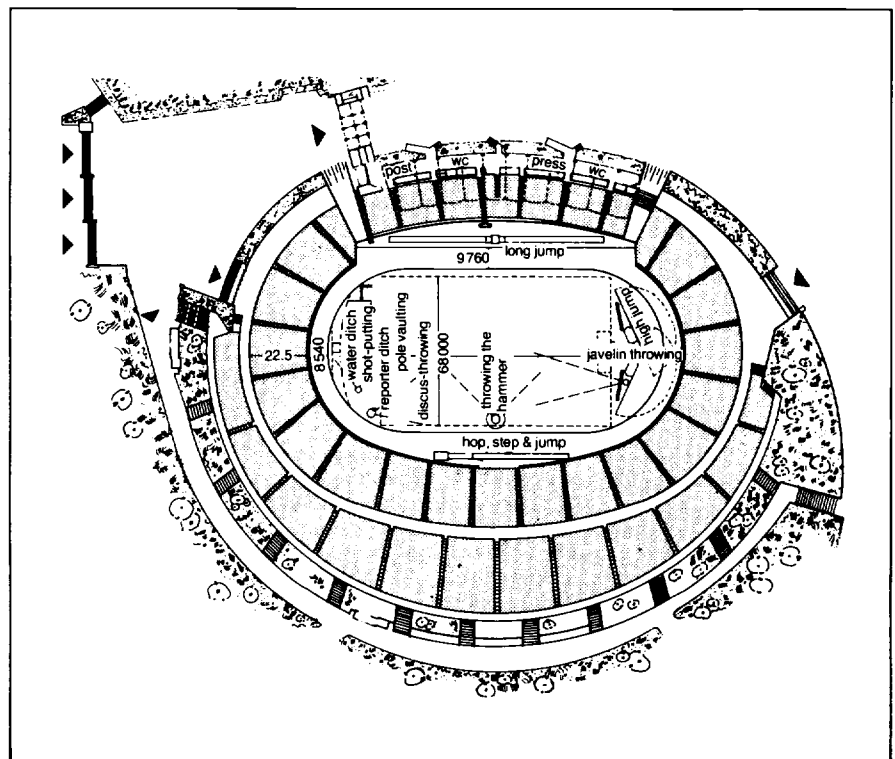 post
wc
press
wc
long jump
9760
high jump
22.5
8540
water ditch
shot-putting
reporter ditch
pole vaulting
discus-throwing
68000
throwing the
hammer
javelin throwing
hop, step & jump